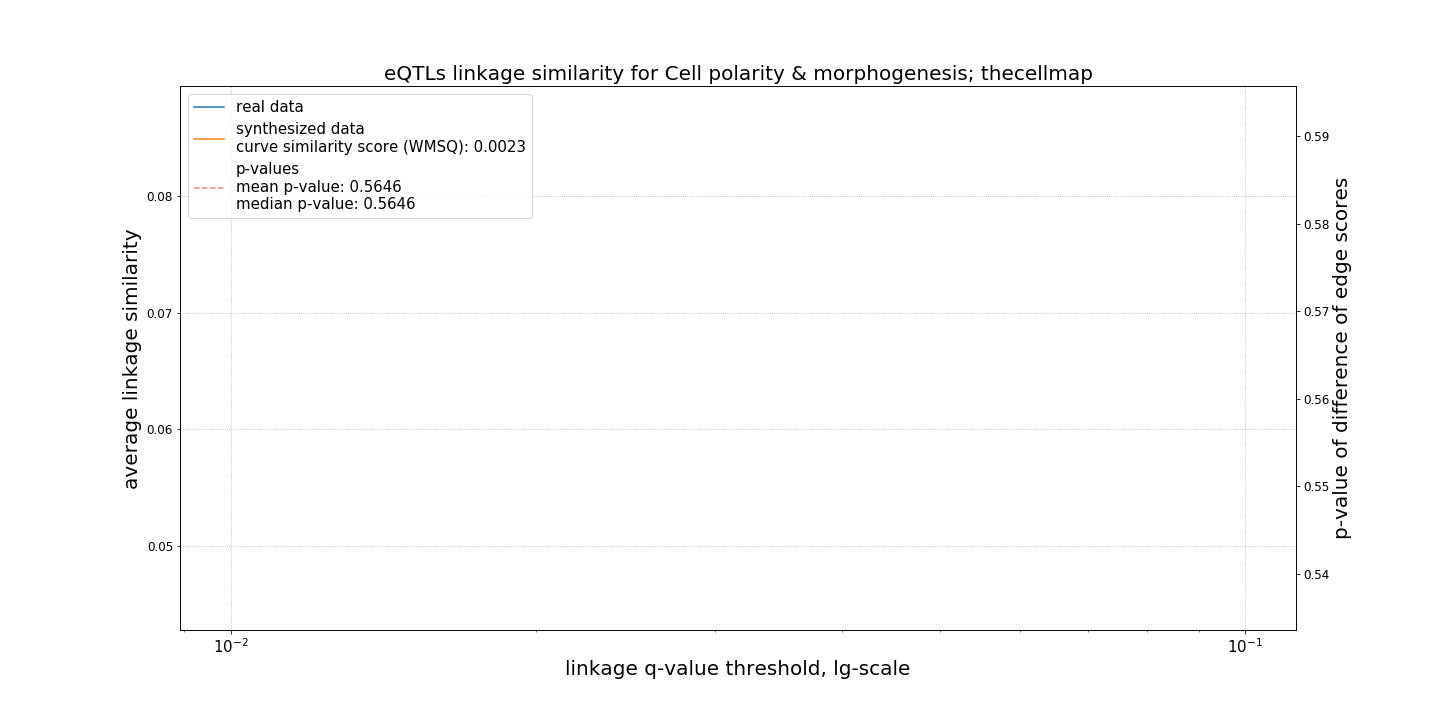 eQTLs linkage similarity for Cell polarity & morphogenesis; thecellmap
real data
synthesized data
curve similarity score (WMSQ): 0.0023
p-values
mean p-value: 0.5646
median p-value: 0.5646
average linkage similarity
0.08
0.07
0.06
0.05
p-value of difference of edge scores
0.59
0.58
0.57
0.56
0.55
0.54
10⁻²
10⁻¹
linkage q-value threshold, lg-scale